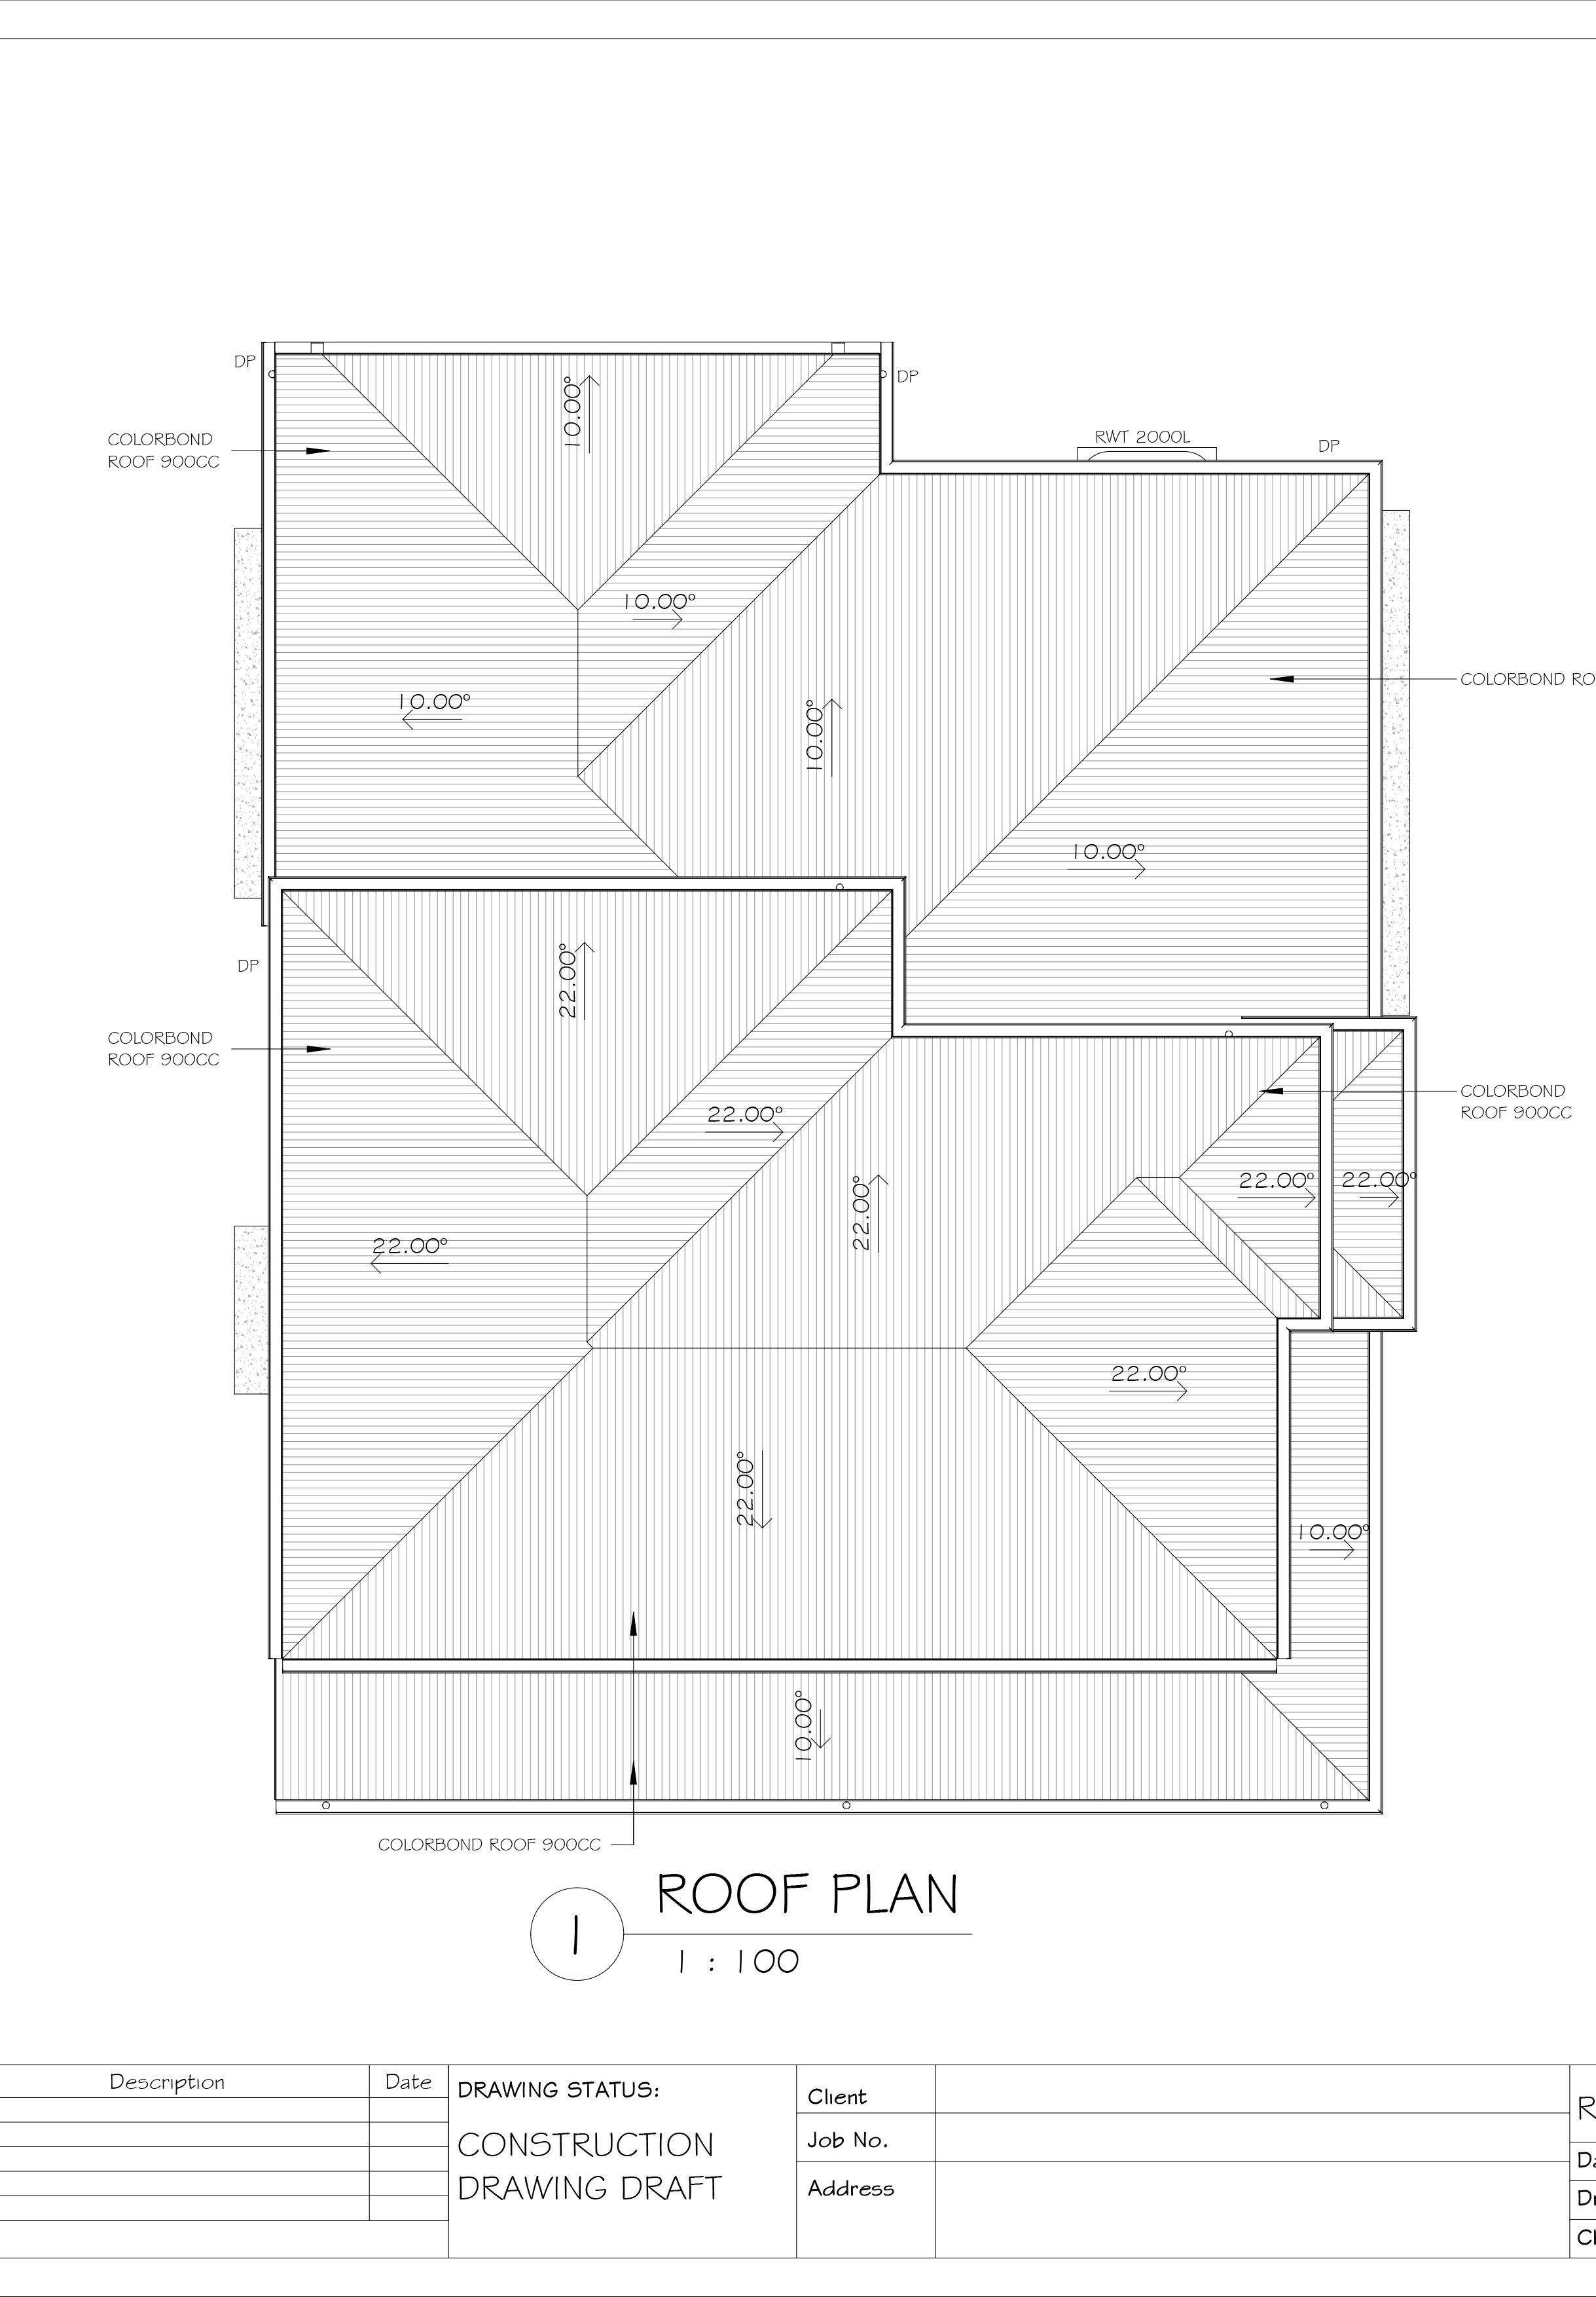 DP
DP
COLORBOND
ROOF 900CC
10.00°
RWT 2000L
DP
10.00°
COLORBOND RO
10.00°
10.00°
10.00°
DP
22.00°
COLORBOND
ROOF 900CC
COLORBOND
ROOF 900CC
22.00°
22.00°
22.00°
22.00°
22.00°
22.00°
22.00°
10.00°
10.00°
COLORBOND ROOF 900CC
1
ROOF PLAN
1 : 100
Description
Date
DRAWING STATUS:
CONSTRUCTION
DRAWING DRAFT
Client
Job No.
Address
R
Da
Dr
Cl